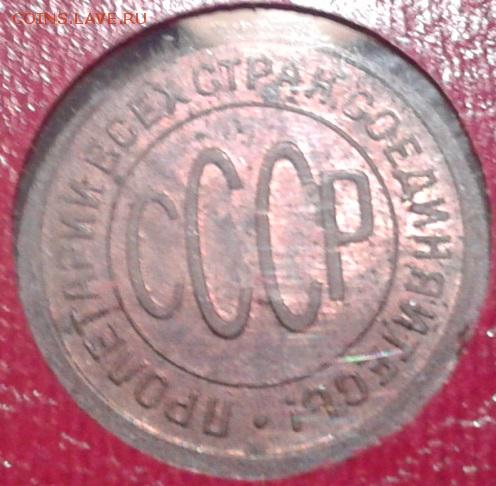 COINS.LAVE.RU
ПРОЛЕТАРИИ ВСЕХ СТРАН, СОЕДИНЯЙТЕСЬ! •
СССР